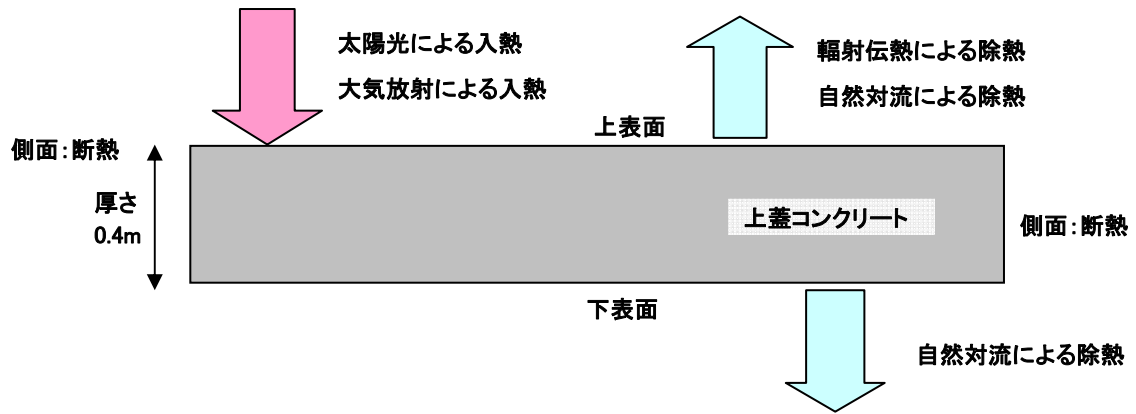 太陽光による入熱
大気放射による入熱
輻射伝熱による除熱
自然対流による除熱
上表面
側面：断熱
厚さ
0.4m
上蓋コンクリート
側面：断熱
下表面
自然対流による除熱